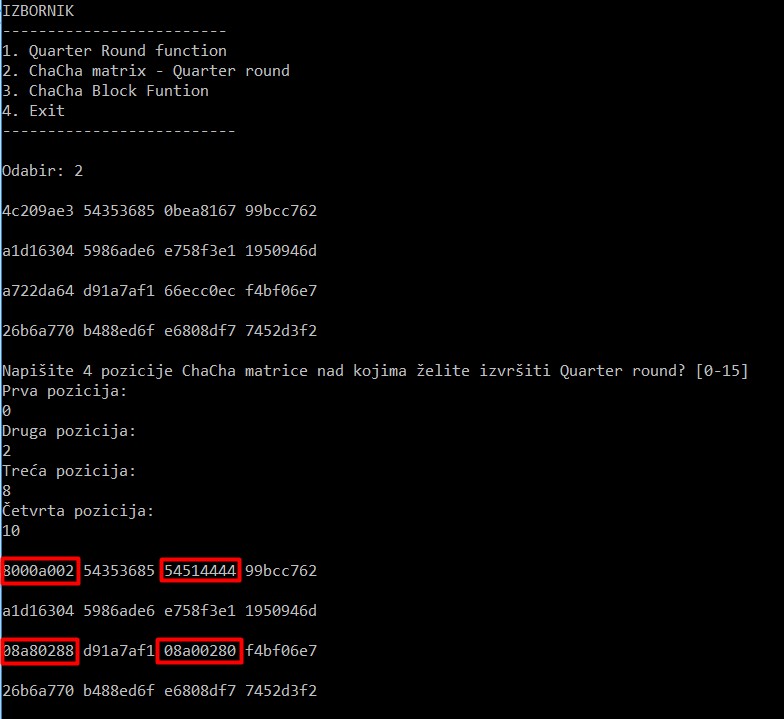 IZBORNIK
-------------------------
1. Quarter Round function
2. ChaCha matrix - Quarter round
3. ChaCha Block Funtion
4. Exit
--------------------------
Odabir: 2
4c209ae3 54353685 0bea8167 99bcc762
a1d16304 5986ade6 e758f3e1 1950946d
a722da64 d91a7af1 66ecc0ec f4bf06e7
26b6a770 b488ed6f e6808df7 7452d3f2
Napišite 4 pozicije ChaCha matrice nad kojima želite izvršiti Quarter round? [0-15]
Prva pozicija:
0
Druga pozicija:
2
Treća pozicija:
8
Četvrta pozicija:
10
8000a002 54353685 54514444 99bcc762
a1d16304 5986ade6 e758f3e1 1950946d
08a80288 d91a7af1 08a00280 f4bf06e7
26b6a770 b488ed6f e6808df7 7452d3f2